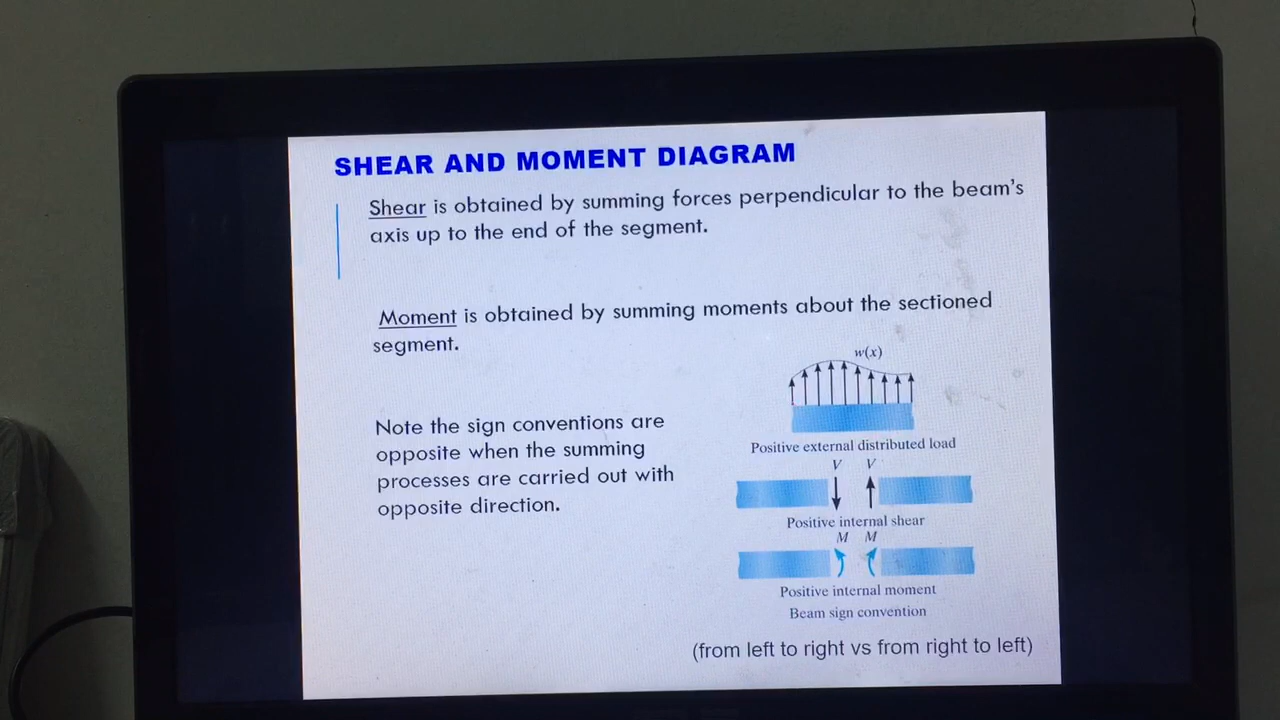 SHEAR AND MOMENT DIAGRAM
Shear is obtained by summing forces perpendicular to the beam's
axis up to the end of the segment.
Moment is obtained by summing moments about the sectioned
segment.
Note the sign conventions are
opposite when the summing
processes are carried out with
opposite direction.
w(x)
Positive external distributed load
V V
Positive internal shear
M M
Positive internal moment
Beam sign convention
(from left to right vs from right to left)